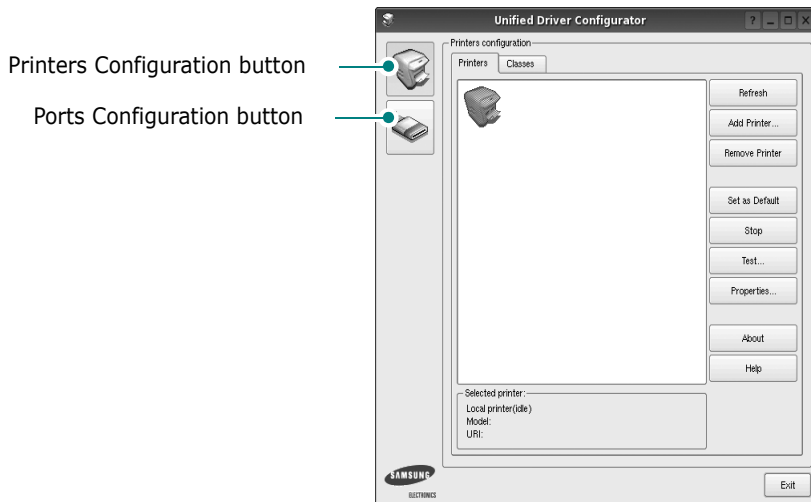 Unified Driver Configurator
Printers Configuration button
Ports Configuration button
Printers configuration
Printers
Classes
Refresh
Add Printer...
Remove Printer
Set as Default
Stop
Test...
Properties...
About
Help
Selected printer:
Local printer(idle)
Model:
URI:
SAMSUNG
ELECTRONICS
Exit